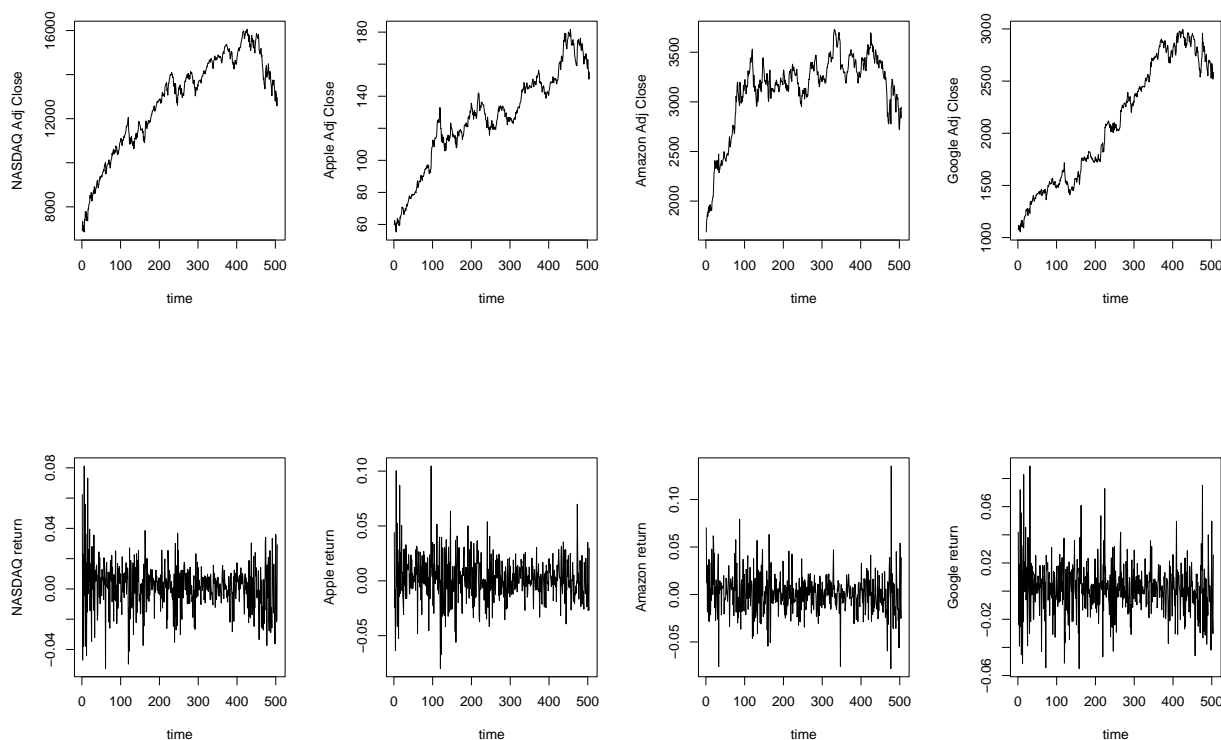 NASDAQ Adj Close
8000
12000
16000
0 100 200 300 400 500
time
Apple Adj Close
60
80
100
140
180
0 100 200 300 400 500
time
Amazon Adj Close
2000
2500
3000
3500
0 100 200 300 400 500
time
Google Adj Close
1000
1500
2000
2500
3000
0 100 200 300 400 500
time
NASDAQ return
−0.04
0.00
0.04
0.08
0 100 200 300 400 500
time
Apple return
−0.05
0.00
0.05
0.10
0 100 200 300 400 500
time
Amazon return
−0.05
0.00
0.05
0.10
0 100 200 300 400 500
time
Google return
−0.06
−0.02
0.02
0.06
0 100 200 300 400 500
time